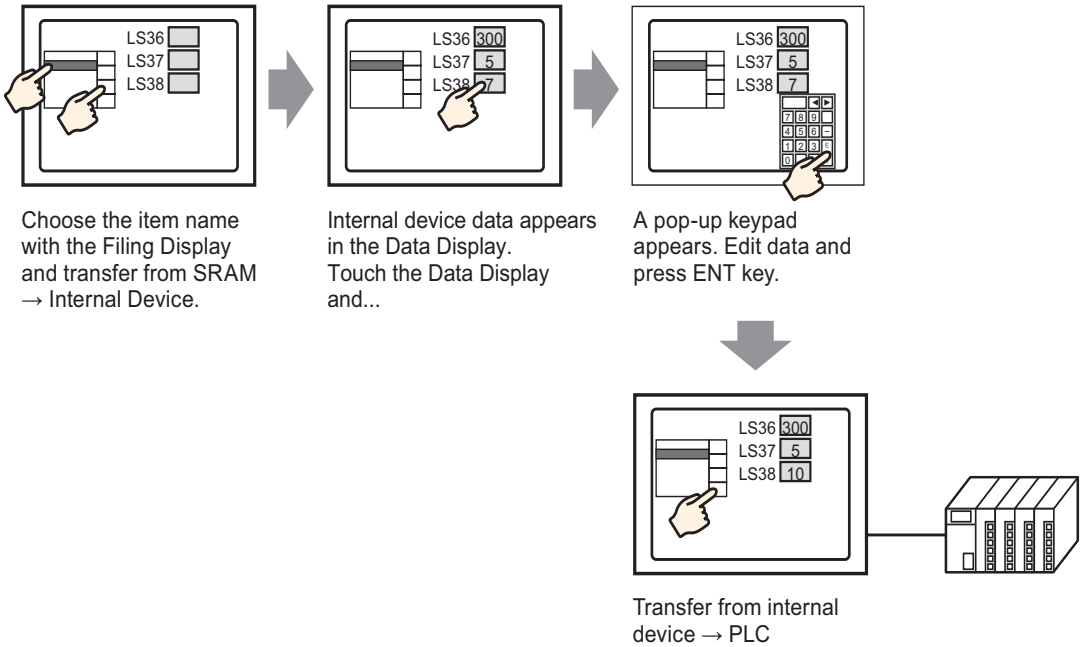 LS36
LS37
LS38
Choose the item name
with the Filing Display
and transfer from SRAM
→ Internal Device.
LS36 300
LS37 5
LS38 7
Internal device data appears
in the Data Display.
Touch the Data Display
and...
LS36 300
LS37 5
LS38 7
◀ ▶
7 8 9
4 5 6 –
1 2 3 E
0
A pop-up keypad
appears. Edit data and
press ENT key.
LS36 300
LS37 5
LS38 10
Transfer from internal
device → PLC